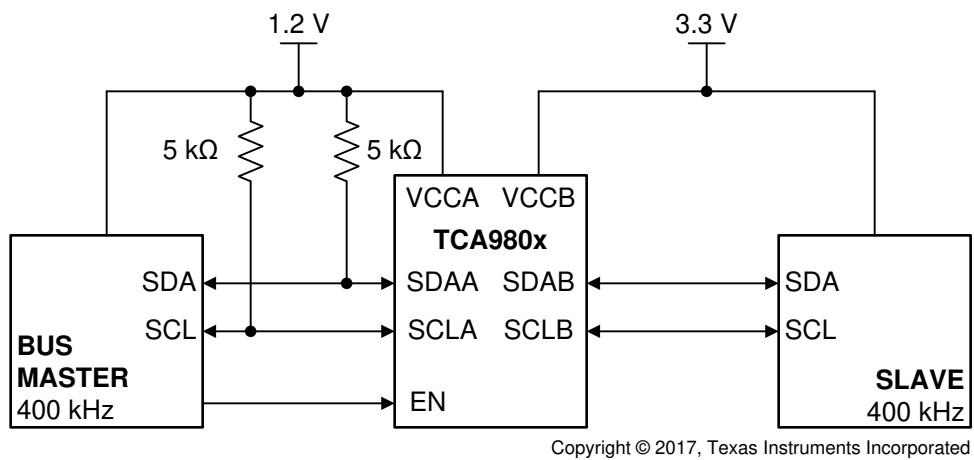 1.2 V
3.3 V
5 kΩ
5 kΩ
VCCA VCCB
TCA980x
SDA
SDAA SDAB
SDA
SCL
SCLA SCLB
SCL
BUS
MASTER
400 kHz
EN
SLAVE
400 kHz
Copyright © 2017, Texas Instruments Incorporated